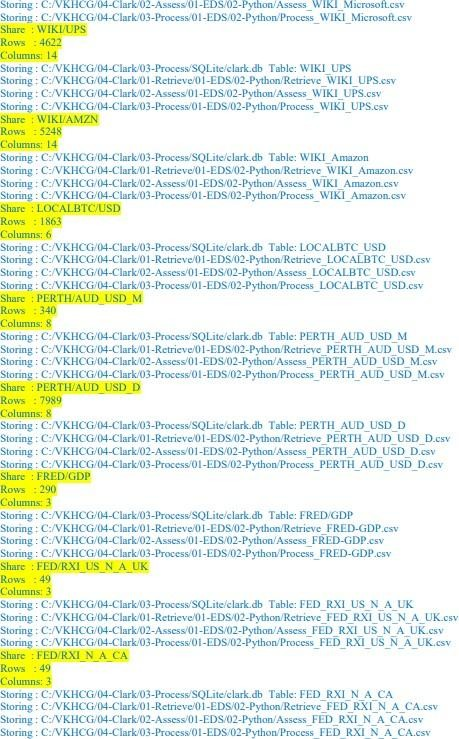 Storing : C:/VKHCG/04-Clark/02-Assess/01-EDS/02-Python/Assess_WIKI_Microsoft.csv
Storing : C:/VKHCG/04-Clark/03-Process/01-EDS/02-Python/Process_WIKI_Microsoft.csv
Share : WIKI/UPS
Rows : 4622
Columns: 14
Storing : C:/VKHCG/04-Clark/03-Process/SQLite/clark.db Table: WIKI_UPS
Storing : C:/VKHCG/04-Clark/01-Retrieve/01-EDS/02-Python/Retrieve_WIKI_UPS.csv
Storing : C:/VKHCG/04-Clark/02-Assess/01-EDS/02-Python/Assess_WIKI_UPS.csv
Storing : C:/VKHCG/04-Clark/03-Process/01-EDS/02-Python/Process_WIKI_UPS.csv
Share : WIKI/AMZN
Rows : 5248
Columns: 14
Storing : C:/VKHCG/04-Clark/03-Process/SQLite/clark.db Table: WIKI_Amazon
Storing : C:/VKHCG/04-Clark/01-Retrieve/01-EDS/02-Python/Retrieve_WIKI_Amazon.csv
Storing : C:/VKHCG/04-Clark/02-Assess/01-EDS/02-Python/Assess_WIKI_Amazon.csv
Storing : C:/VKHCG/04-Clark/03-Process/01-EDS/02-Python/Process_WIKI_Amazon.csv
Share : LOCALBTC/USD
Rows : 1863
Columns: 6
Storing : C:/VKHCG/04-Clark/03-Process/SQLite/clark.db Table: LOCALBTC_USD
Storing : C:/VKHCG/04-Clark/01-Retrieve/01-EDS/02-Python/Retrieve_LOCALBTC_USD.csv
Storing : C:/VKHCG/04-Clark/02-Assess/01-EDS/02-Python/Assess_LOCALBTC_USD.csv
Storing : C:/VKHCG/04-Clark/03-Process/01-EDS/02-Python/Process_LOCALBTC_USD.csv
Share : PERTH/AUD_USD_M
Rows : 340
Columns: 8
Storing : C:/VKHCG/04-Clark/03-Process/SQLite/clark.db Table: PERTH_AUD_USD_M
Storing : C:/VKHCG/04-Clark/01-Retrieve/01-EDS/02-Python/Retrieve_PERTH_AUD_USD_M.csv
Storing : C:/VKHCG/04-Clark/02-Assess/01-EDS/02-Python/Assess_PERTH_AUD_USD_M.csv
Storing : C:/VKHCG/04-Clark/03-Process/01-EDS/02-Python/Process_PERTH_AUD_USD_M.csv
Share : PERTH/AUD_USD_D
Rows : 7989
Columns: 8
Storing : C:/VKHCG/04-Clark/03-Process/SQLite/clark.db Table: PERTH_AUD_USD_D
Storing : C:/VKHCG/04-Clark/01-Retrieve/01-EDS/02-Python/Retrieve_PERTH_AUD_USD_D.csv
Storing : C:/VKHCG/04-Clark/02-Assess/01-EDS/02-Python/Assess_PERTH_AUD_USD_D.csv
Storing : C:/VKHCG/04-Clark/03-Process/01-EDS/02-Python/Process_PERTH_AUD_USD_D.csv
Share : FRED/GDP
Rows : 290
Columns: 3
Storing : C:/VKHCG/04-Clark/03-Process/SQLite/clark.db Table: FRED/GDP
Storing : C:/VKHCG/04-Clark/01-Retrieve/01-EDS/02-Python/Retrieve_FRED-GDP.csv
Storing : C:/VKHCG/04-Clark/02-Assess/01-EDS/02-Python/Assess_FRED-GDP.csv
Storing : C:/VKHCG/04-Clark/03-Process/01-EDS/02-Python/Process_FRED-GDP.csv
Share : FED/RXI_US_N_A_UK
Rows : 49
Columns: 3
Storing : C:/VKHCG/04-Clark/03-Process/SQLite/clark.db Table: FED_RXI_US_N_A_UK
Storing : C:/VKHCG/04-Clark/01-Retrieve/01-EDS/02-Python/Retrieve_FED_RXI_US_N_A_UK.csv
Storing : C:/VKHCG/04-Clark/02-Assess/01-EDS/02-Python/Assess_FED_RXI_US_N_A_UK.csv
Storing : C:/VKHCG/04-Clark/03-Process/01-EDS/02-Python/Process_FED_RXI_US_N_A_UK.csv
Share : FED/RXI_N_A_CA
Rows : 49
Columns: 3
Storing : C:/VKHCG/04-Clark/03-Process/SQLite/clark.db Table: FED_RXI_N_A_CA
Storing : C:/VKHCG/04-Clark/01-Retrieve/01-EDS/02-Python/Retrieve_FED_RXI_N_A_CA.csv
Storing : C:/VKHCG/04-Clark/02-Assess/01-EDS/02-Python/Assess_FED_RXI_N_A_CA.csv
Storing : C:/VKHCG/04-Clark/03-Process/01-EDS/02-Python/Process_FED_RXI_N_A_CA.csv